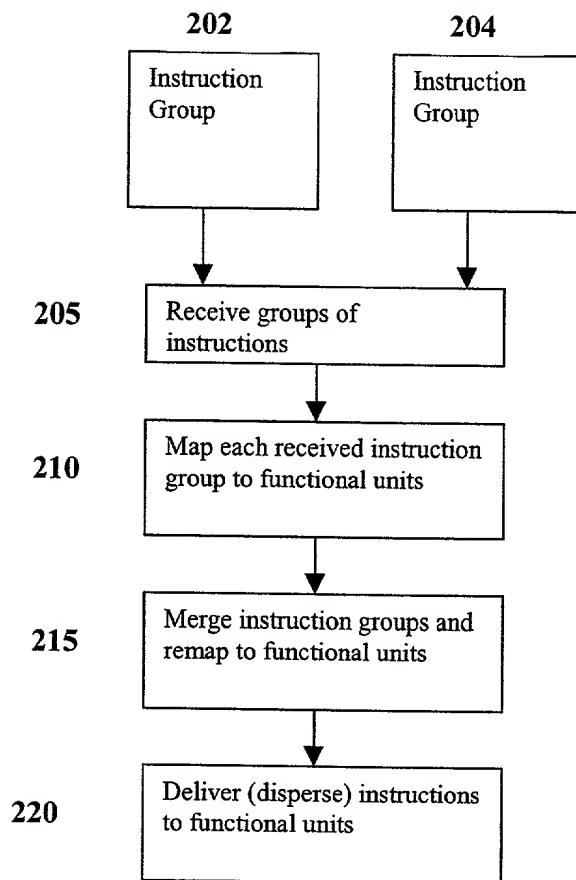 202 204
Instruction
Group
Instruction
Group
205
Receive groups of
instructions
210
Map each received instruction
group to functional units
215
Merge instruction groups and
remap to functional units
220
Deliver (disperse) instructions
to functional units